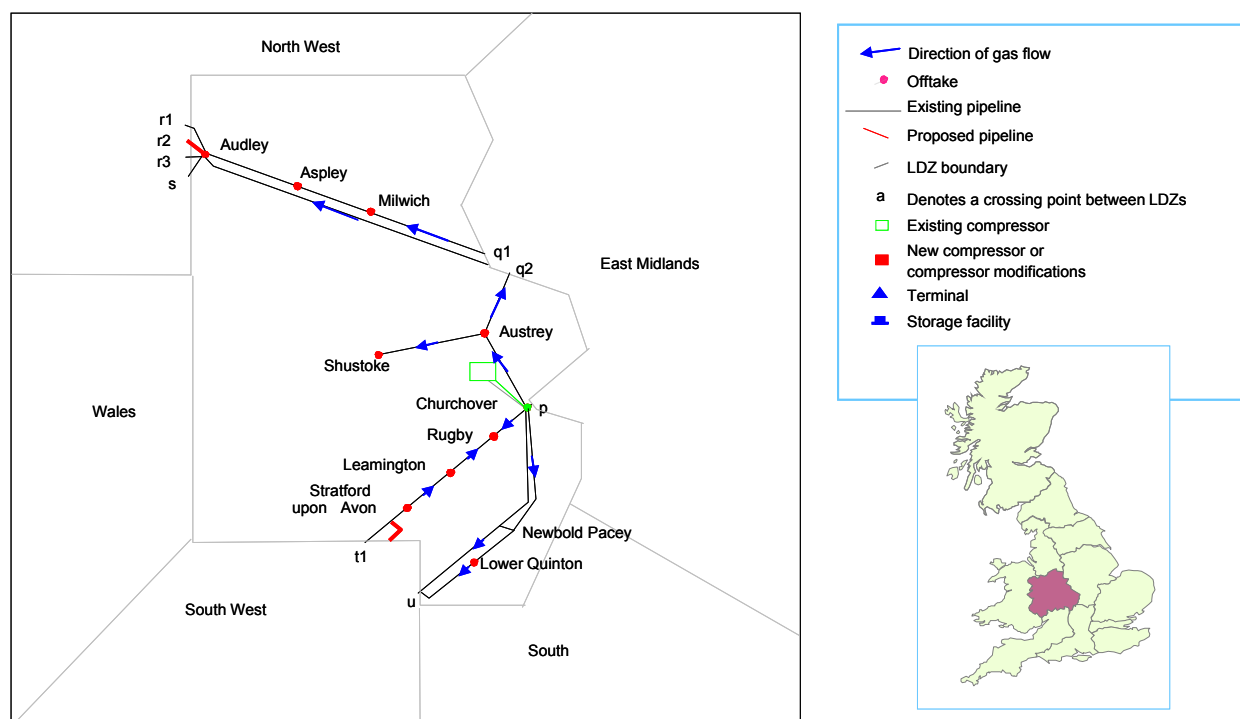 North West
r1
r2
r3
s
Audley
Aspley
Milwich
q1
q2
East Midlands
Austrey
Shustoke
Wales
Churchover
p
Rugby
Leamington
Stratford
upon Avon
t1
Newbold Pacey
Lower Quinton
u
South West
South
Direction of gas flow
Offtake
Existing pipeline
Proposed pipeline
LDZ boundary
a
Denotes a crossing point between LDZs
Existing compressor
New compressor or
compressor modifications
Terminal
Storage facility